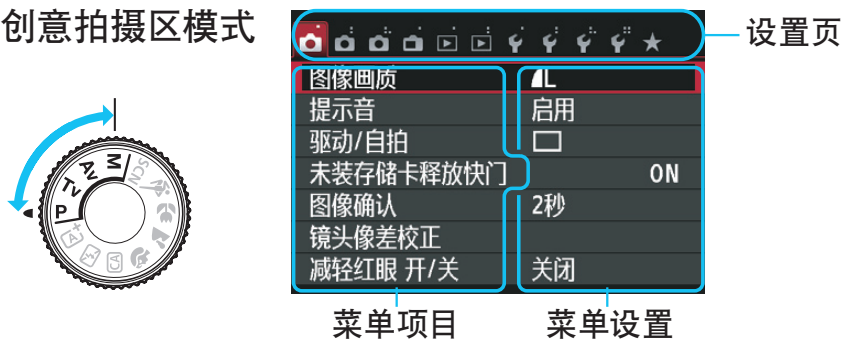 创意拍摄区模式
设置页
图像画质 L
提示音 启用
驱动/自拍
未装存储卡释放快门 ON
图像确认 2秒
镜头像差校正
减轻红眼 开/关 关闭
M
Av
Tv
P
A+
CA
SCN
菜单项目 菜单设置